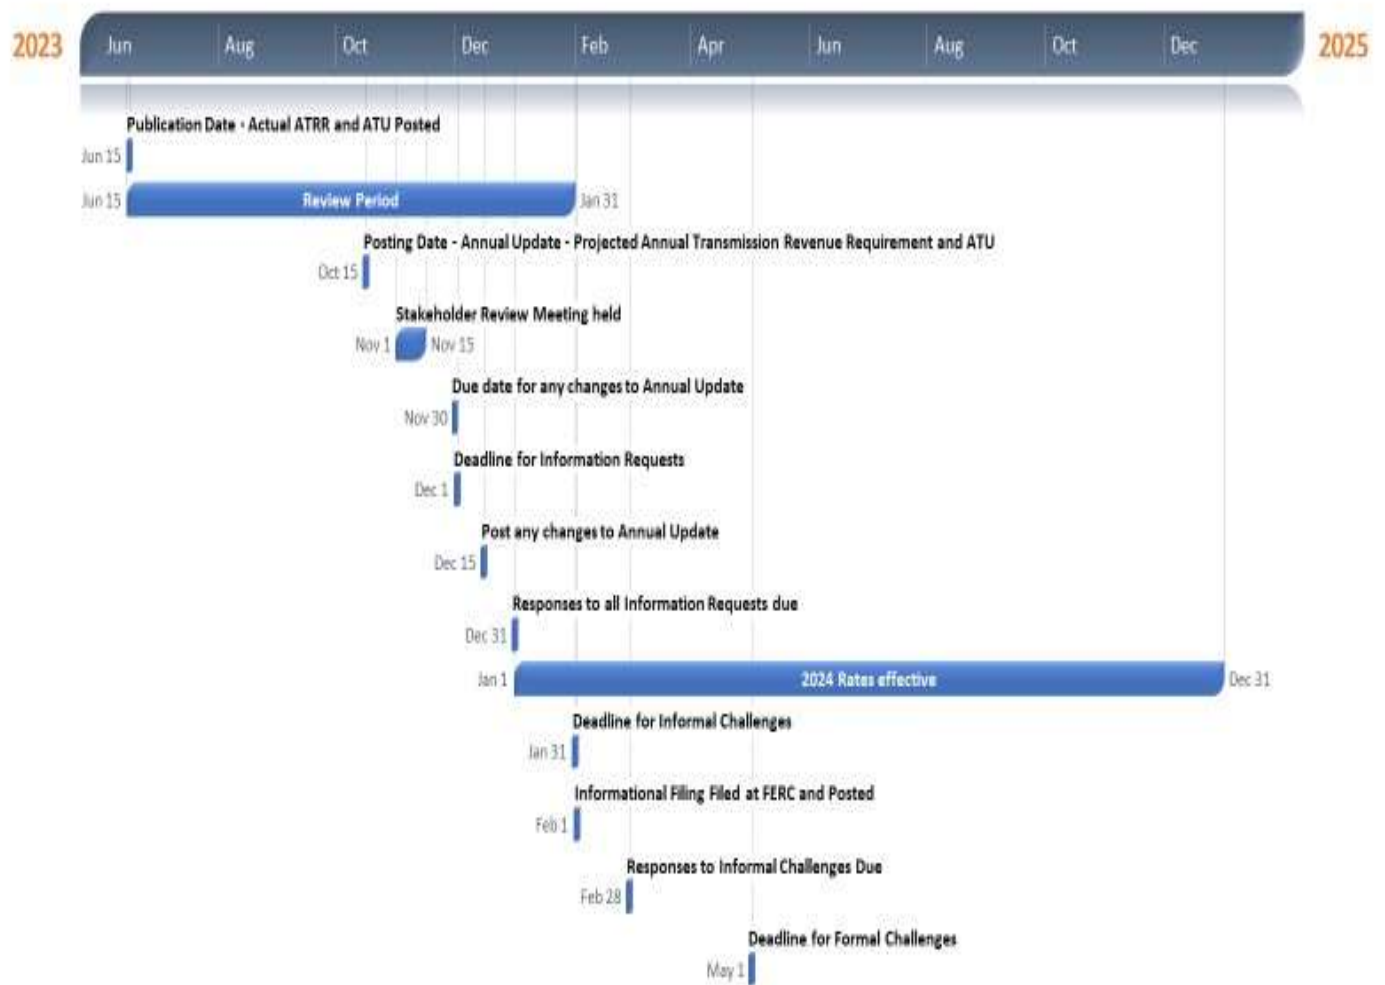 2023 Jun Aug Oct Dec Feb Apr Jun Aug Oct Dec 2025
Publication Date - Actual ATRR and ATU Posted
Jun 15
Jun 15 Review Period Jan 31
Posting Date - Annual Update - Projected Annual Transmission Revenue Requirement and ATU
Oct 15
Stakeholder Review Meeting held
Nov 1 Nov 15
Due date for any changes to Annual Update
Nov 30
Deadline for Information Requests
Dec 1
Post any changes to Annual Update
Dec 15
Responses to all Information Requests due
Dec 31
Jan 1 2024 Rates effective Dec 31
Deadline for Informal Challenges
Jan 31
Informational Filing Filed at FERC and Posted
Feb 1
Responses to Informal Challenges Due
Feb 28
Deadline for Formal Challenges
May 1